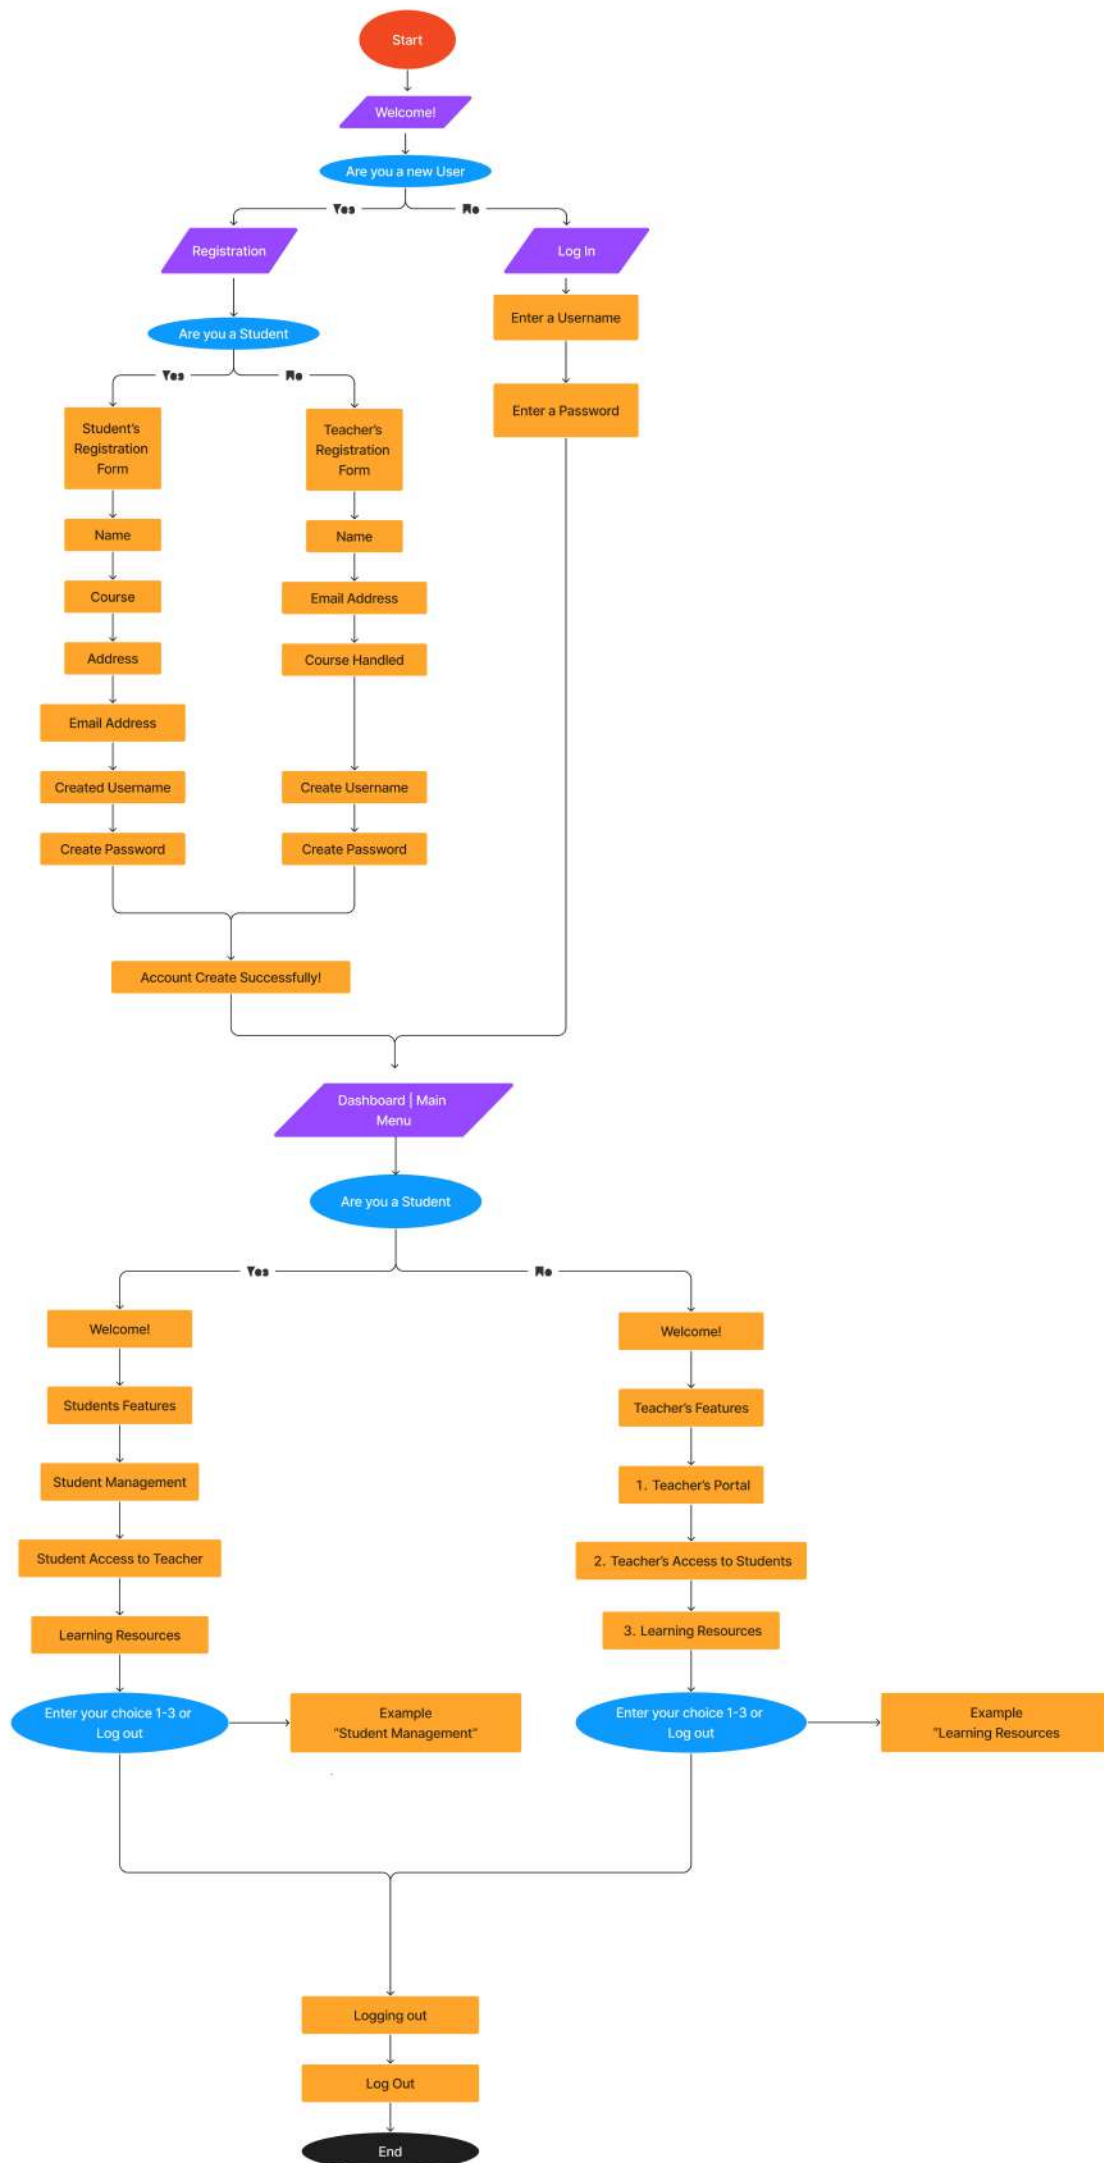 Start
Welcome!
Are you a new User
Yes
No
Registration
Log In
Enter a Username
Enter a Password
Are you a Student
Yes
No
Student's
Registration
Form
Name
Course
Address
Email Address
Created Username
Create Password
Teacher's
Registration
Form
Name
Email Address
Course Handled
Create Username
Create Password
Account Create Successfully!
Dashboard | Main
Menu
Are you a Student
Yes
No
Welcome!
Students Features
Student Management
Student Access to Teacher
Learning Resources
Enter your choice 1-3 or
Log out
Example
"Student Management"
Welcome!
Teacher's Features
1. Teacher's Portal
2. Teacher's Access to Students
3. Learning Resources
Enter your choice 1-3 or
Log out
Example
"Learning Resources
Logging out
Log Out
End